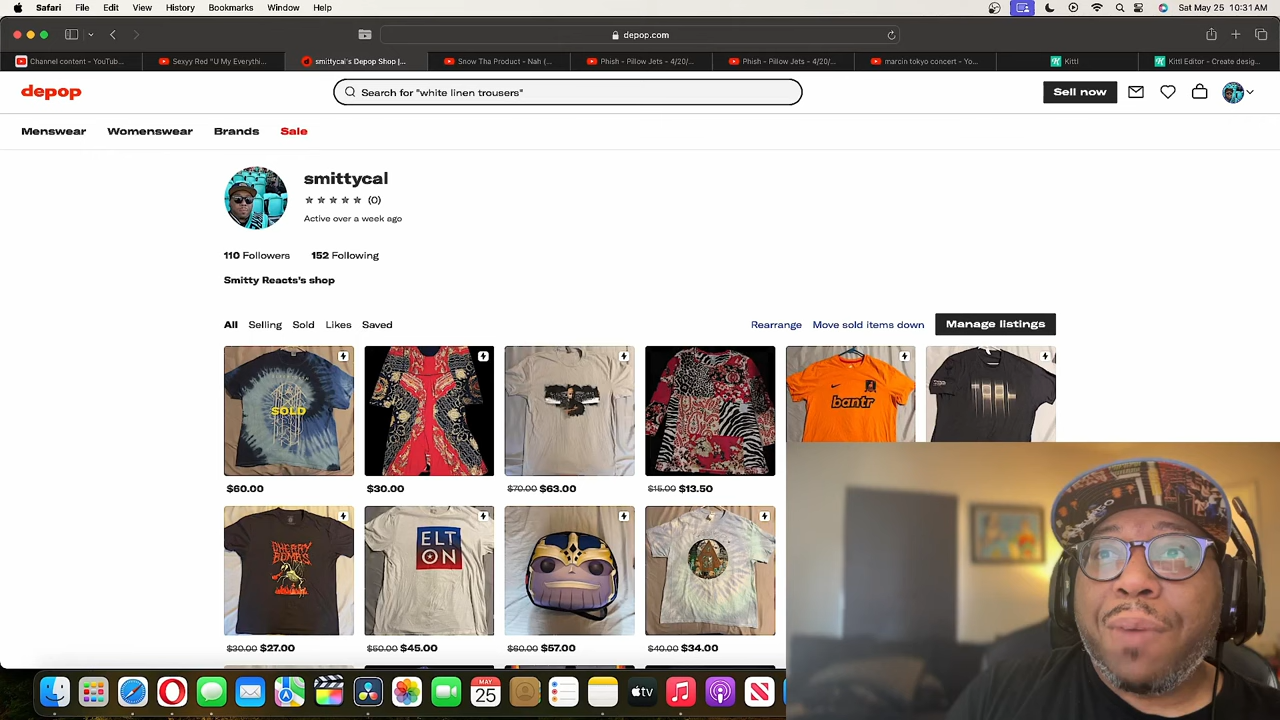 Safari File Edit View History Bookmarks Window Help Sat May 25 10:31 AM
depop.com
Channel content - YouTub... Sexyy Red "U My Everythi... smittycal's Depop Shop |... Snow Tha Product - Nah (... Phish - Pillow Jets - 4/20/... Phish - Pillow Jets - 4/20/... marcin tokyo concert - Yo... Kittl Kittl Editor - Create desig...
depop Search for "white linen trousers" Sell now
Menswear Womenswear Brands Sale
smittycal
(0)
Active over a week ago
110 Followers 152 Following
Smitty Reacts's shop
All Selling Sold Likes Saved Rearrange Move sold items down Manage listings
SOLD
bantr
$60.00 $30.00 $70.00 $63.00 $15.00 $13.50
CHERRY
BOMBS
ELT
ON
$30.00 $27.00 $50.00 $45.00 $60.00 $57.00 $40.00 $34.00
MAY
25
tv